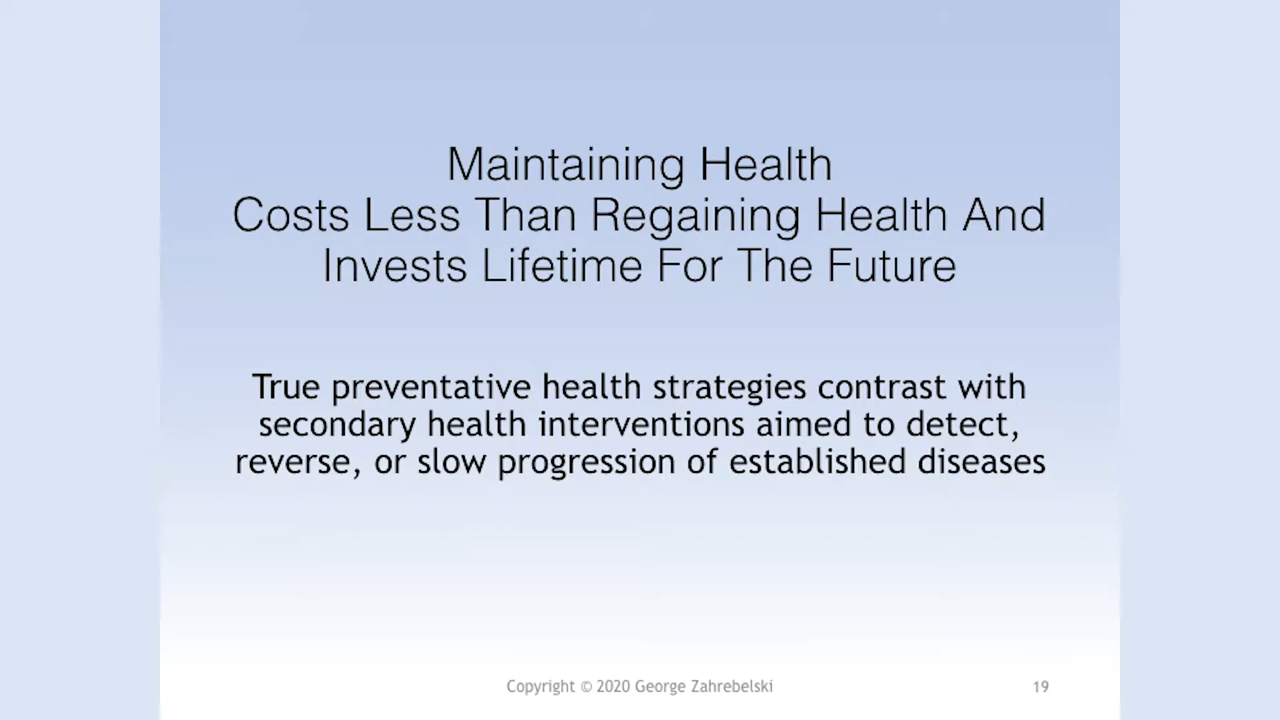 Maintaining Health
Costs Less Than Regaining Health And
Invests Lifetime For The Future
True preventative health strategies contrast with
secondary health interventions aimed to detect,
reverse, or slow progression of established diseases
Copyright © 2020 George Zahrebelski
19